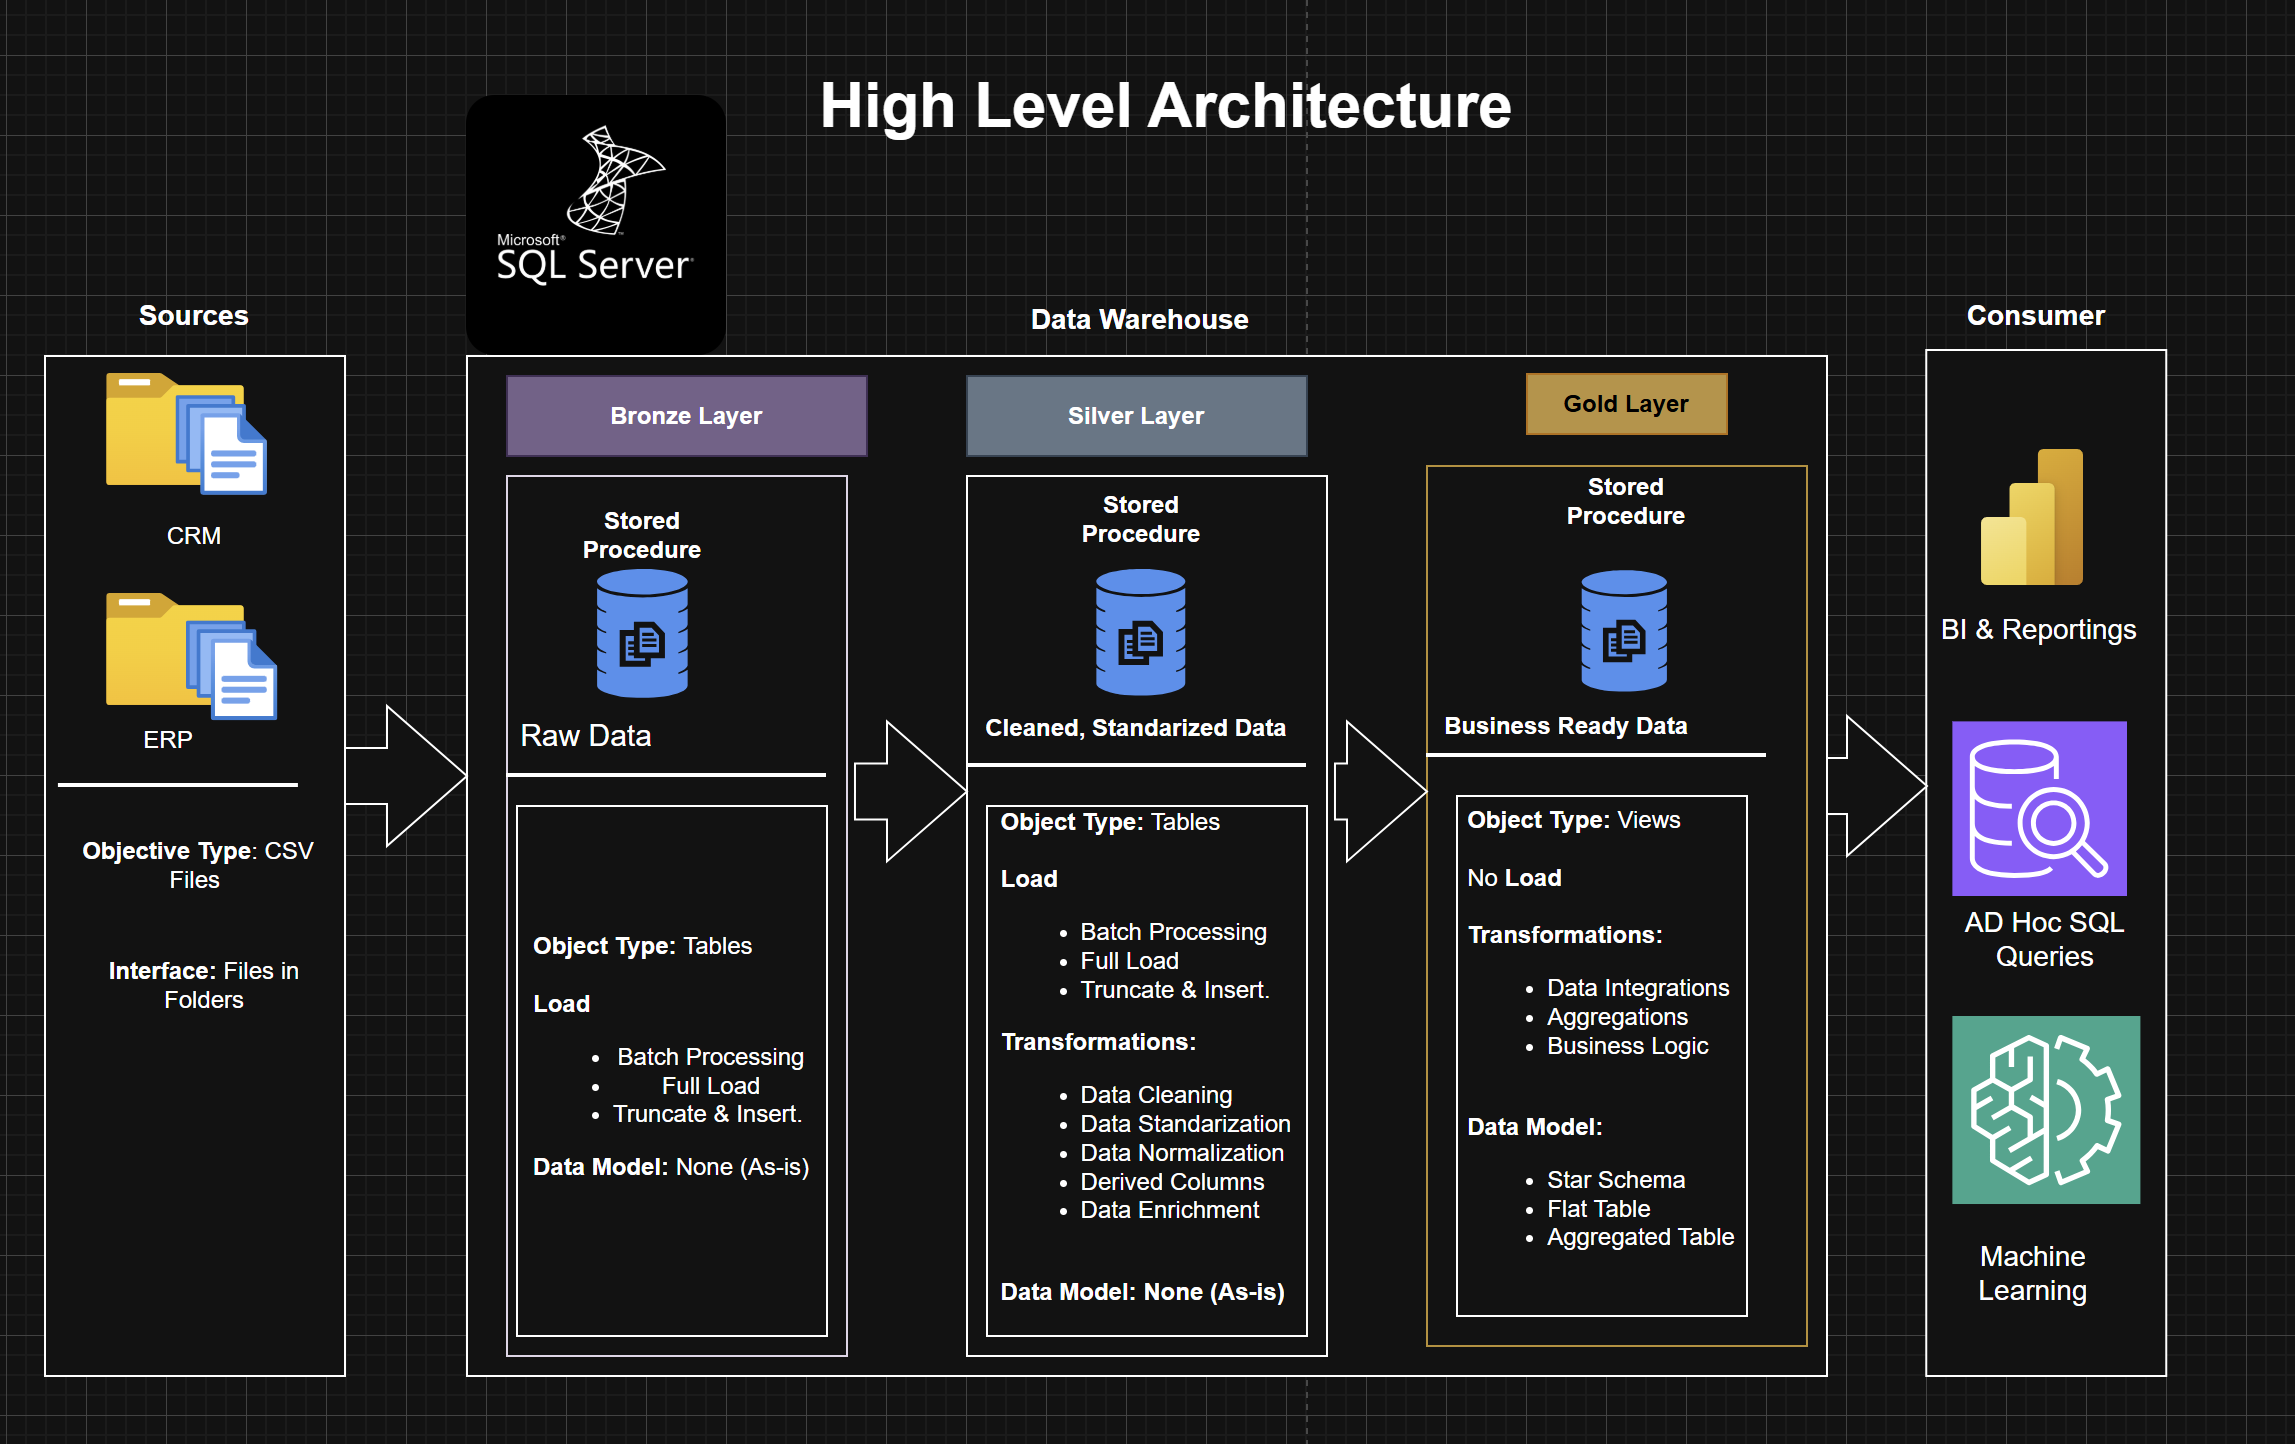 High Level Architecture
Microsoft®
SQL Server
Sources
CRM
ERP
Objective Type: CSV
Files
Interface: Files in
Folders
Data Warehouse
Bronze Layer
Stored
Procedure
Raw Data
Object Type: Tables
Load
• Batch Processing
• Full Load
• Truncate & Insert.
Data Model: None (As-is)
Silver Layer
Stored
Procedure
Cleaned, Standarized Data
Object Type: Tables
Load
• Batch Processing
• Full Load
• Truncate & Insert.
Transformations:
• Data Cleaning
• Data Standarization
• Data Normalization
• Derived Columns
• Data Enrichment
Data Model: None (As-is)
Gold Layer
Stored
Procedure
Business Ready Data
Object Type: Views
No Load
Transformations:
• Data Integrations
• Aggregations
• Business Logic
Data Model:
• Star Schema
• Flat Table
• Aggregated Table
Consumer
BI & Reportings
AD Hoc SQL
Queries
Machine
Learning